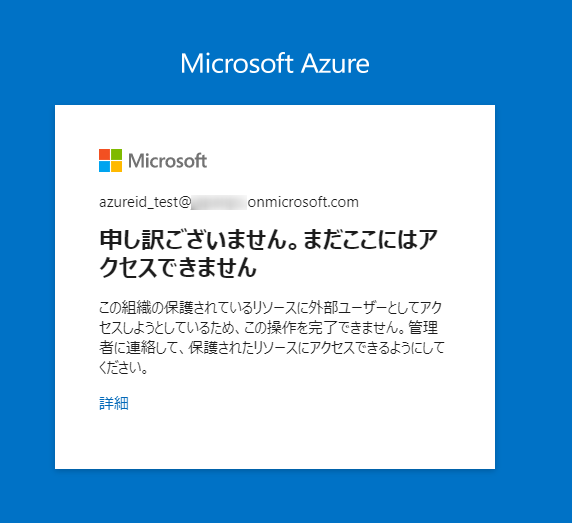 Microsoft Azure
Microsoft
azureid_test@ onmicrosoft.com
申し訳ございません。まだここにはア
クセスできません
この組織の保護されているリソースに外部ユーザーとしてアク
セスしようとしているため、この操作を完了できません。管理
者に連絡して、保護されたリソースにアクセスできるようにして
ください。
詳細